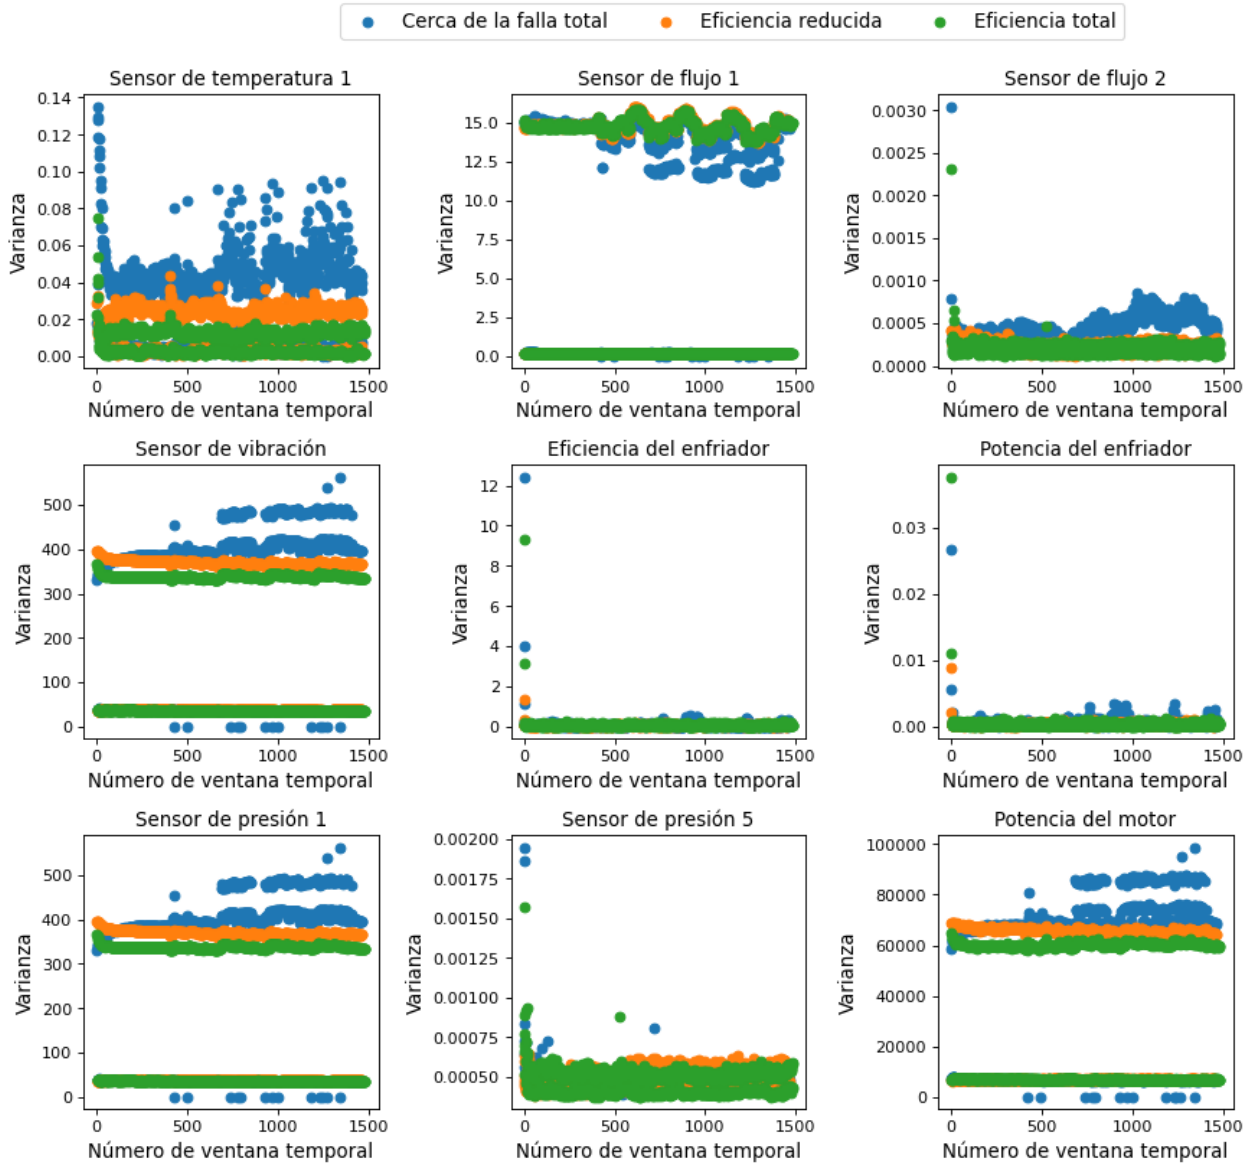 Cerca de la falla total Eficiencia reducida Eficiencia total
Sensor de temperatura 1 Sensor de flujo 1 Sensor de flujo 2
0.14
0.12
0.10
0.08
0.06
0.04
0.02
0.00
Varianza
0 500 1000 1500
Número de ventana temporal
15.0
12.5
10.0
7.5
5.0
2.5
0.0
Varianza
0 500 1000 1500
Número de ventana temporal
0.0030
0.0025
0.0020
0.0015
0.0010
0.0005
0.0000
Varianza
0 500 1000 1500
Número de ventana temporal
Sensor de vibración Eficiencia del enfriador Potencia del enfriador
500
400
300
200
100
0
Varianza
0 500 1000 1500
Número de ventana temporal
12
10
8
6
4
2
0
Varianza
0 500 1000 1500
Número de ventana temporal
0.03
0.02
0.01
0.00
Varianza
0 500 1000 1500
Número de ventana temporal
Sensor de presión 1 Sensor de presión 5 Potencia del motor
500
400
300
200
100
0
Varianza
0 500 1000 1500
Número de ventana temporal
0.00200
0.00175
0.00150
0.00125
0.00100
0.00075
0.00050
Varianza
0 500 1000 1500
Número de ventana temporal
100000
80000
60000
40000
20000
0
Varianza
0 500 1000 1500
Número de ventana temporal